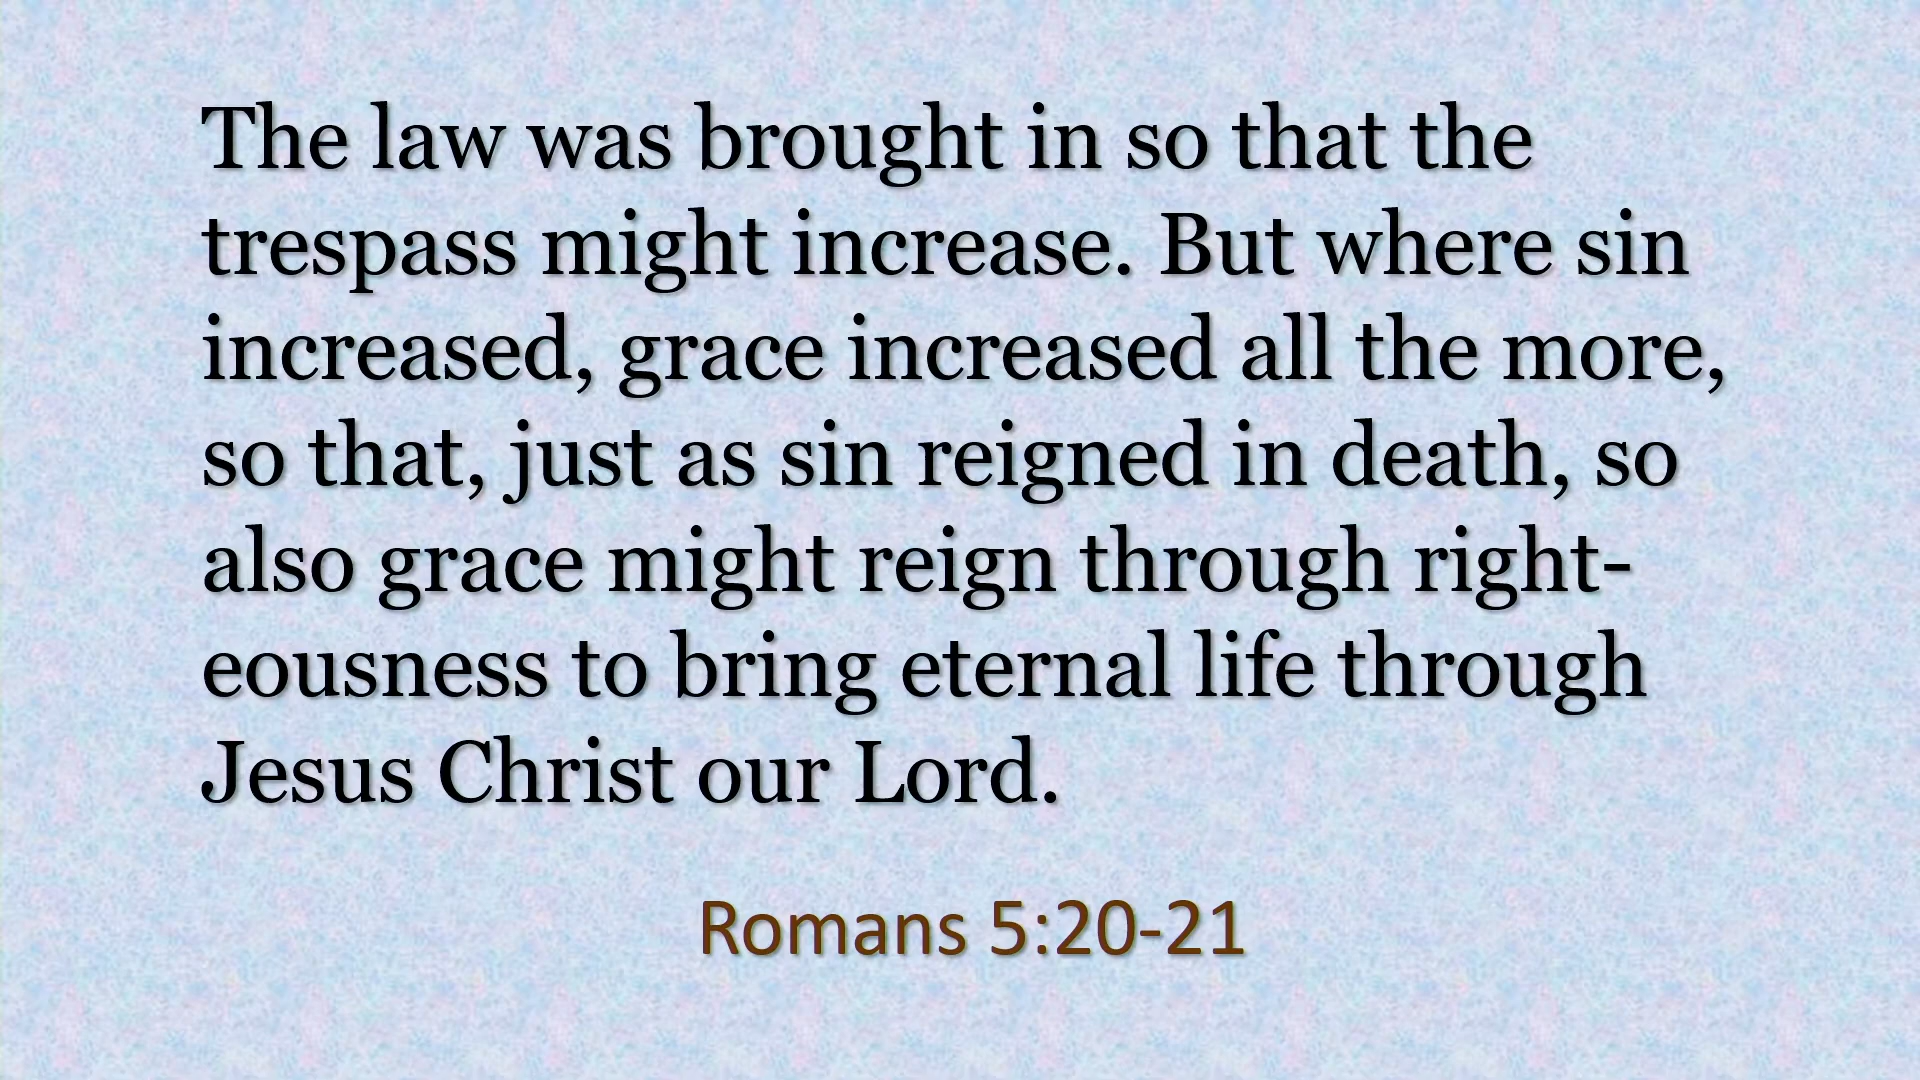 The law was brought in so that the
trespass might increase. But where sin
increased, grace increased all the more,
so that, just as sin reigned in death, so
also grace might reign through right-
eousness to bring eternal life through
Jesus Christ our Lord.
Romans 5:20-21